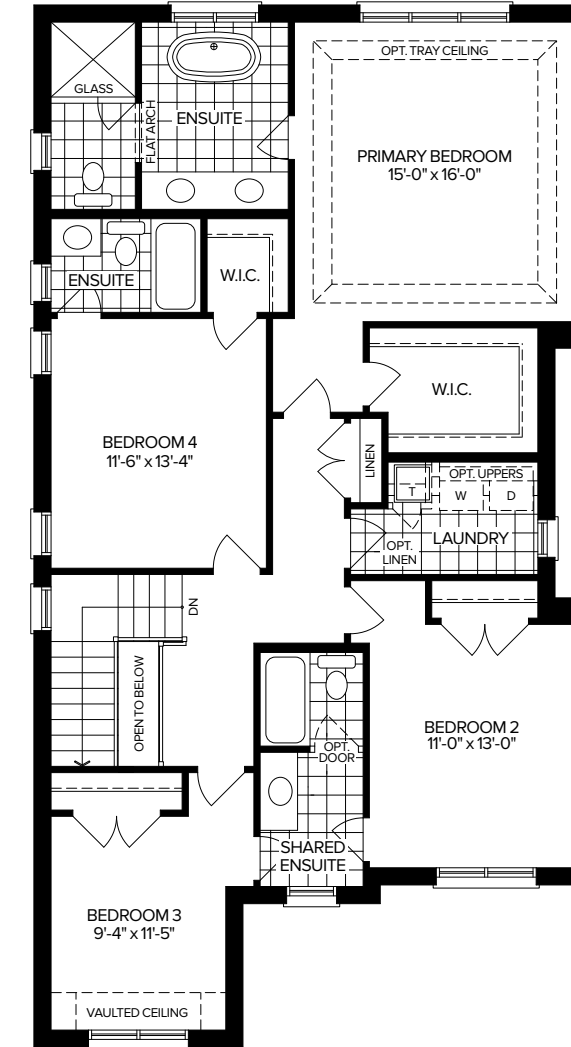 OPT. TRAY CEILING
GLASS
FLAT ARCH
ENSUITE
PRIMARY BEDROOM
15'-0" x 16'-0"
ENSUITE
W.I.C.
W.I.C.
BEDROOM 4
11'-6" x 13'-4"
LINEN
OPT. UPPERS
T
W
D
LAUNDRY
OPT.
LINEN
DN
OPEN TO BELOW
BEDROOM 2
11'-0" x 13'-0"
OPT.
DOOR
SHARED
ENSUITE
BEDROOM 3
9'-4" x 11'-5"
VAULTED CEILING